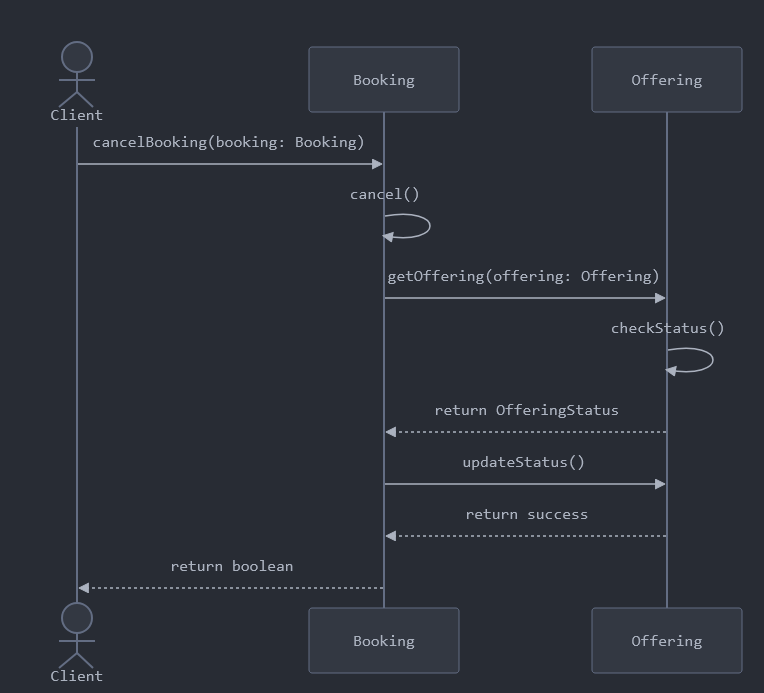 Client
Booking
Offering
cancelBooking(booking: Booking)
cancel()
getOffering(offering: Offering)
checkStatus()
return OfferingStatus
updateStatus()
return success
return boolean
Client
Booking
Offering